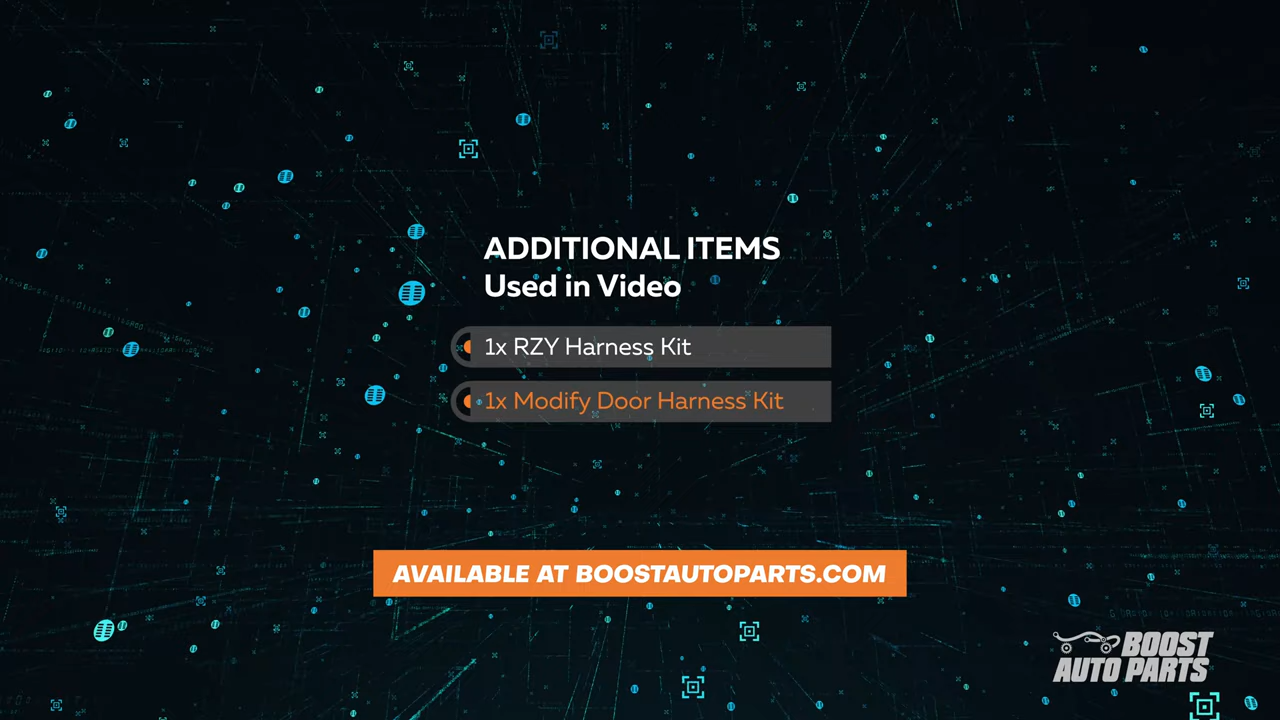 ADDITIONAL ITEMS
Used in Video
1x RZY Harness Kit
1x Modify Door Harness Kit
AVAILABLE AT BOOSTAUTOPARTS.COM
BOOST
AUTO PARTS